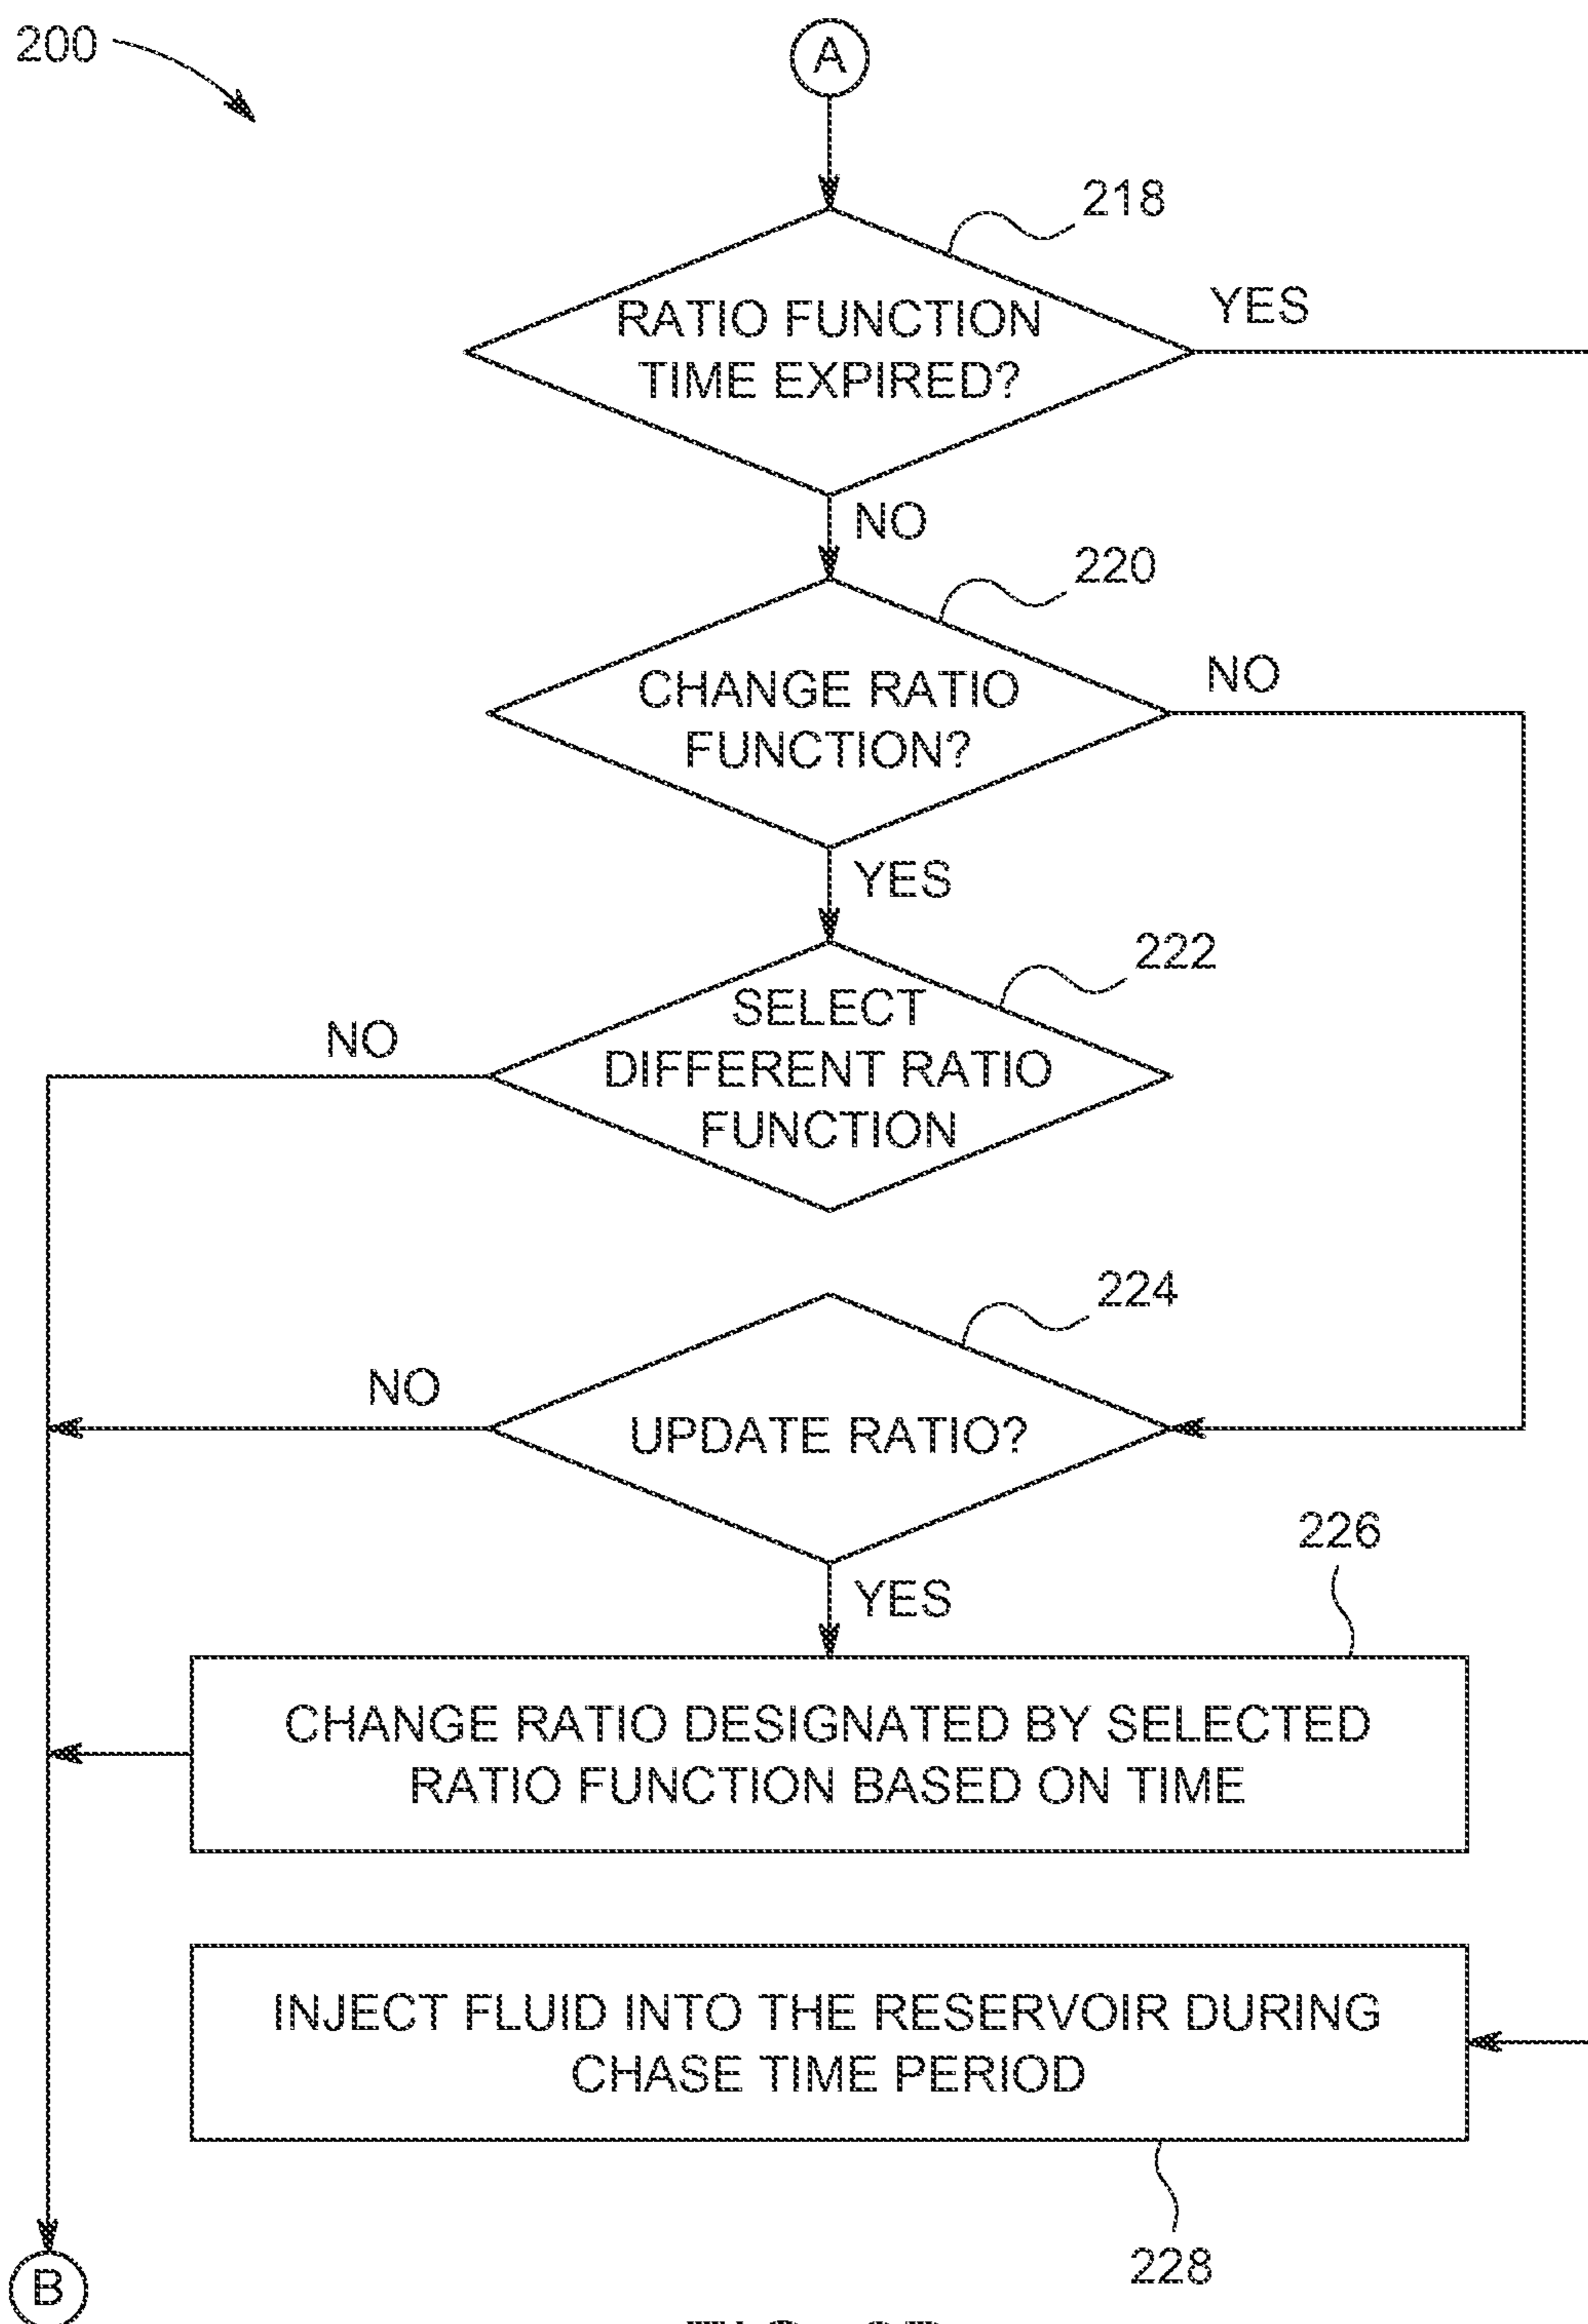 200
A
218
RATIO FUNCTION
TIME EXPIRED?
YES
NO
220
CHANGE RATIO
FUNCTION?
NO
YES
222
SELECT
DIFFERENT RATIO
FUNCTION
NO
224
UPDATE RATIO?
NO
YES
226
CHANGE RATIO DESIGNATED BY SELECTED
RATIO FUNCTION BASED ON TIME
INJECT FLUID INTO THE RESERVOIR DURING
CHASE TIME PERIOD
228
B